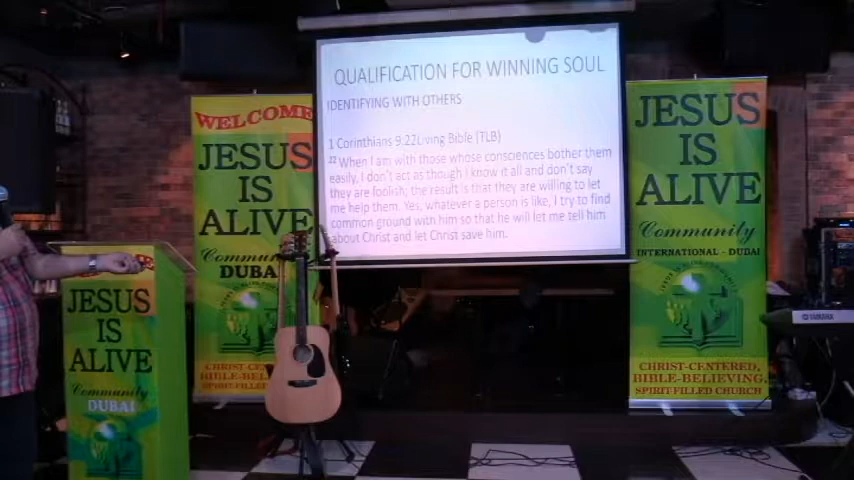 QUALIFICATION FOR WINNING SOUL
IDENTIFYING WITH OTHERS
1 Corinthians 9:22Living Bible (TLB)
22 When I am with those whose consciences bother them
easily, I don't act as though I know it all and don't say
they are foolish; the result is that they are willing to let
me help them. Yes, whatever a person is like, I try to find
common ground with him so that he will let me tell him
about Christ and let Christ save him.
WELCOME
JESUS
IS
ALIVE
Community
DUBAI
CHRIST-CENTERED
BIBLE-BELIEVING
SPIRIT-FILLED
JESUS
IS
ALIVE
Community
INTERNATIONAL - DUBAI
CHRIST-CENTERED
BIBLE-BELIEVING
SPIRIT-FILLED CHURCH
JESUS
IS
ALIVE
Community
DUBAI
YAMAHA